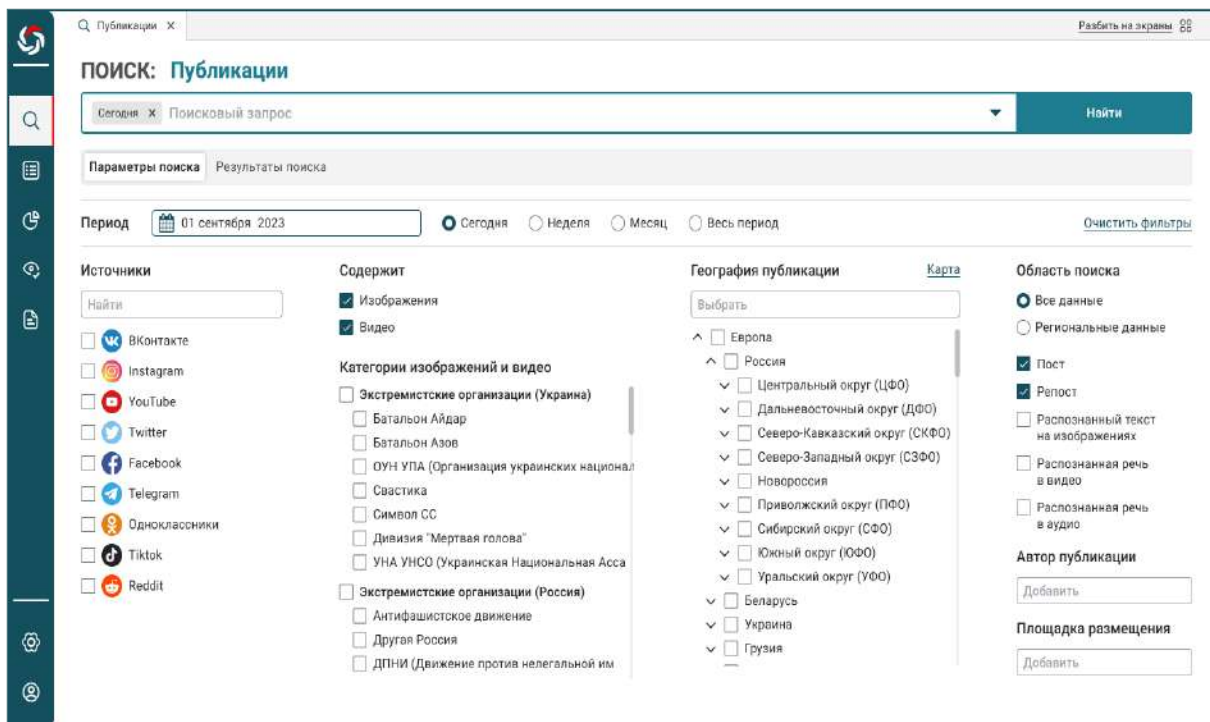 Публикации X
Разбить на экраны
ПОИСК: Публикации
Сегодня X Поисковый запрос
Найти
Параметры поиска Результаты поиска
Период 01 сентября 2023 Сегодня Неделя Месяц Весь период Очистить фильтры
Источники
Найти
ВКонтакте
Instagram
YouTube
Twitter
Facebook
Telegram
Одноклассники
Tiktok
Reddit
Содержит
Изображения
Видео
Категории изображений и видео
Экстремистские организации (Украина)
Батальон Айдар
Батальон Азов
ОУН УПА (Организация украинских национал
Свастика
Символ СС
Дивизия "Мертвая голова"
УНА УНСО (Украинская Национальная Асса
Экстремистские организации (Россия)
Антифашистское движение
Другая Россия
ДПНИ (Движение против нелегальной им
География публикации Карта
Выбрать
Европа
Россия
Центральный округ (ЦФО)
Дальневосточный округ (ДФО)
Северо-Кавказский округ (СКФО)
Северо-Западный округ (СЗФО)
Новороссия
Приволжский округ (ПФО)
Сибирский округ (СФО)
Южный округ (ЮФО)
Уральский округ (УФО)
Беларусь
Украина
Грузия
Область поиска
Все данные
Региональные данные
Пост
Репост
Распознанный текст
на изображениях
Распознанная речь
в видео
Распознанная речь
в аудио
Автор публикации
Добавить
Площадка размещения
Добавить